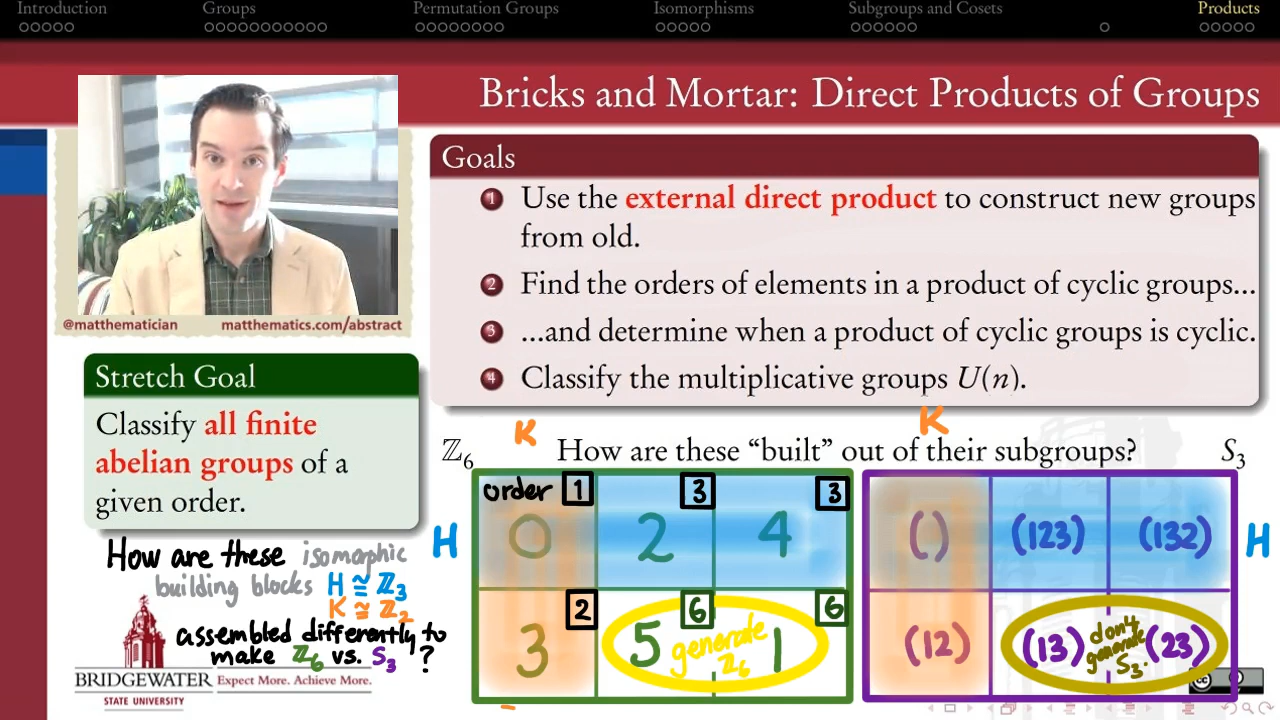 Introduction Groups Permutation Groups Isomorphisms Subgroups and Cosets Products
Bricks and Mortar: Direct Products of Groups
@matthematician matthematics.com/abstract
Goals
1 Use the external direct product to construct new groups
from old.
2 Find the orders of elements in a product of cyclic groups...
3 ...and determine when a product of cyclic groups is cyclic.
4 Classify the multiplicative groups U(n).
Stretch Goal
Classify all finite
abelian groups of a
given order.
How are these isomorphic
building blocks H ≅ ℤ₃
K ≅ ℤ₂
assembled differently to
make ℤ₆ vs. S₃ ?
BRIDGEWATER
STATE UNIVERSITY
Expect More. Achieve More.
K K
ℤ₆ How are these “built” out of their subgroups? S₃
order 1 3 3
H 0 2 4
2 6 6
3 5 generate ℤ₆ 1
( ) (123) (132) H
(12) (13) don't generate S₃. (23)
cc